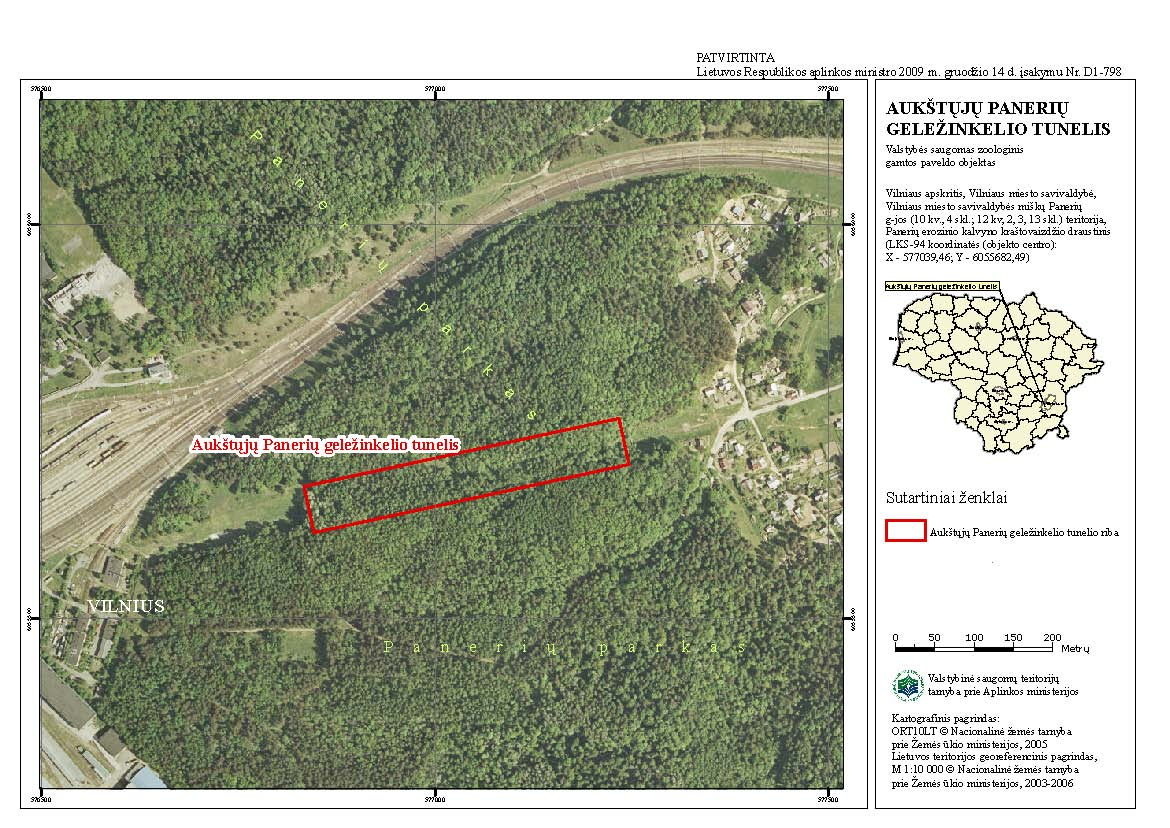 PATVIRTINTA
Lietuvos Respublikos aplinkos ministro 2009 m. gruodžio 14 d. įsakymu Nr. D1-798
576500
577000
577500
Panerių parkas
Aukštųjų Panerių geležinkelio tunelis
VILNIUS
Panerių parkas
576500
577000
577500
AUKŠTŲJŲ PANERIŲ
GELEŽINKELIO TUNELIS
Valstybės saugomas zoologinis
gamtos paveldo objektas
Vilniaus apskritis, Vilniaus miesto savivaldybė,
Vilniaus miesto savivaldybės miškų Panerių
g-jos (10 kv., 4 skl.; 12 kv, 2, 3, 13 skl.) teritorija,
Panerių erozinio kalvyno kraštovaizdžio draustinis
(LKS-94 koordinatės (objekto centro):
X - 577039,46; Y - 6055682,49)
Aukštųjų Panerių geležinkelio tunelis
Sutartiniai ženklai
Aukštųjų Panerių geležinkelio tunelio riba
0 50 100 150 200
Metrų
Valstybinė saugomų teritorijų
tarnyba prie Aplinkos ministerijos
Kartografinis pagrindas:
ORT10LT © Nacionalinė žemės tarnyba
prie Žemės ūkio ministerijos, 2005
Lietuvos teritorijos georeferencinis pagrindas,
M 1:10 000 © Nacionalinė žemės tarnyba
prie Žemės ūkio ministerijos, 2003-2006